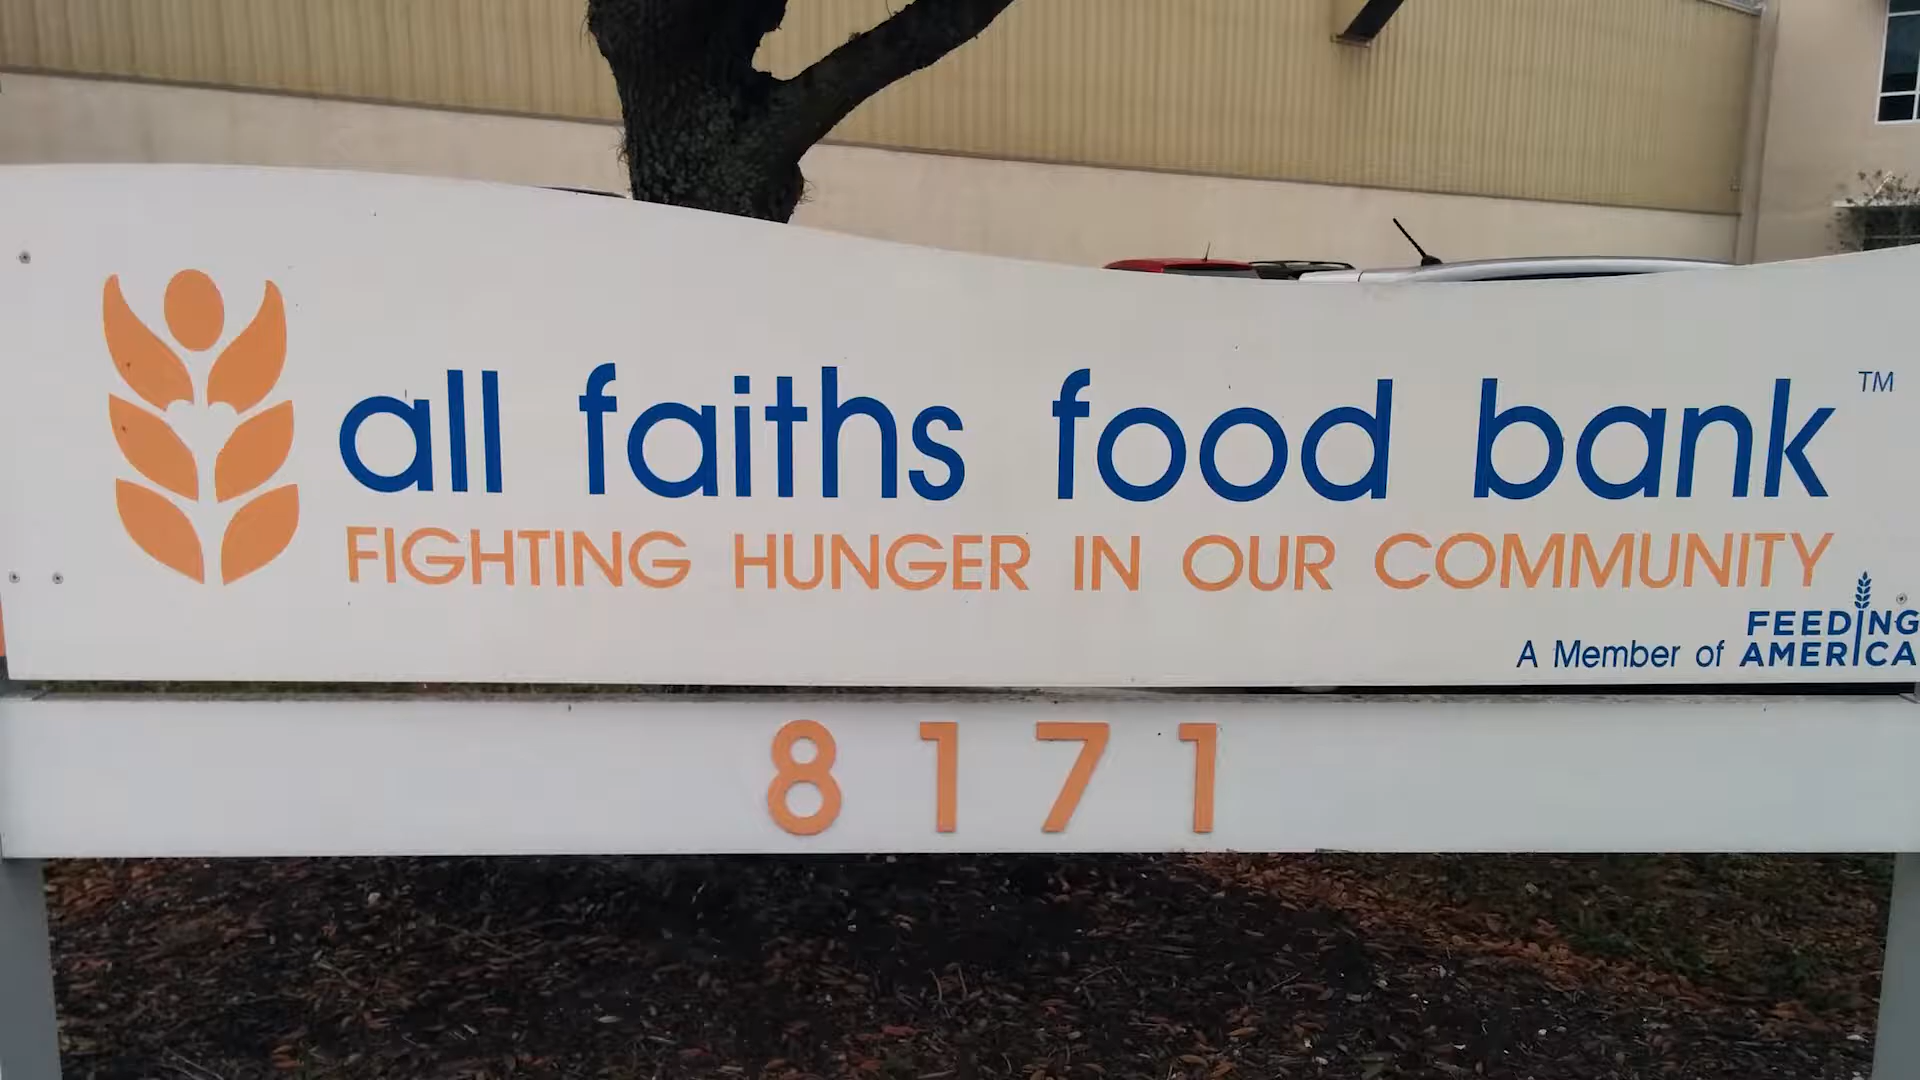 all faiths food bank™
FIGHTING HUNGER IN OUR COMMUNITY
A Member of FEEDING AMERICA
8171